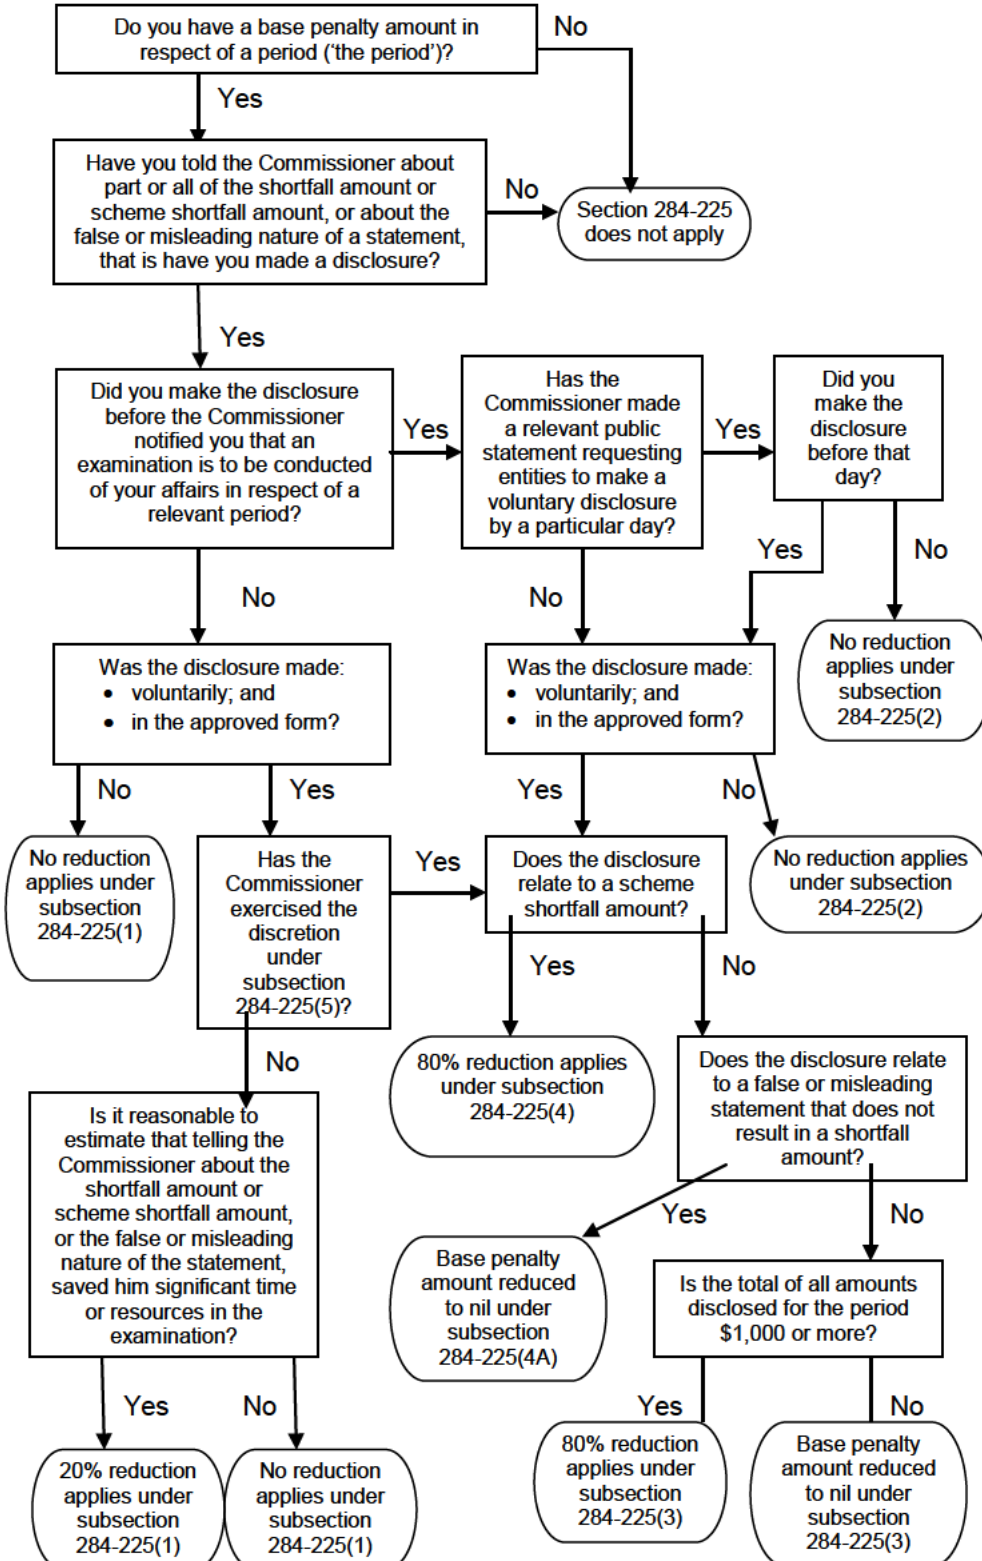 Do you have a base penalty amount in
respect of a period (‘the period’)?
No
Yes
Have you told the Commissioner about
part or all of the shortfall amount or
scheme shortfall amount, or about the
false or misleading nature of a statement,
that is have you made a disclosure?
No
Section 284-225
does not apply
Yes
Did you make the disclosure
before the Commissioner
notified you that an
examination is to be conducted
of your affairs in respect of a
relevant period?
Yes
Has the
Commissioner made
a relevant public
statement requesting
entities to make a
voluntary disclosure
by a particular day?
Yes
Did you
make the
disclosure
before that
day?
No
No
Yes
No
Was the disclosure made:
• voluntarily; and
• in the approved form?
Was the disclosure made:
• voluntarily; and
• in the approved form?
No reduction
applies under
subsection
284-225(2)
No
Yes
Yes
No
No reduction
applies under
subsection
284-225(1)
Has the
Commissioner
exercised the
discretion
under
subsection
284-225(5)?
Yes
Does the disclosure
relate to a scheme
shortfall amount?
No reduction applies
under subsection
284-225(2)
No
Yes
No
Is it reasonable to
estimate that telling the
Commissioner about the
shortfall amount or
scheme shortfall amount,
or the false or misleading
nature of the statement,
saved him significant time
or resources in the
examination?
80% reduction applies
under subsection
284-225(4)
Does the disclosure relate
to a false or misleading
statement that does not
result in a shortfall
amount?
Yes
No
Base penalty
amount reduced
to nil under
subsection
284-225(4A)
Is the total of all amounts
disclosed for the period
$1,000 or more?
Yes
No
Yes
No
20% reduction
applies under
subsection
284-225(1)
No reduction
applies under
subsection
284-225(1)
80% reduction
applies under
subsection
284-225(3)
Base penalty
amount reduced
to nil under
subsection
284-225(3)